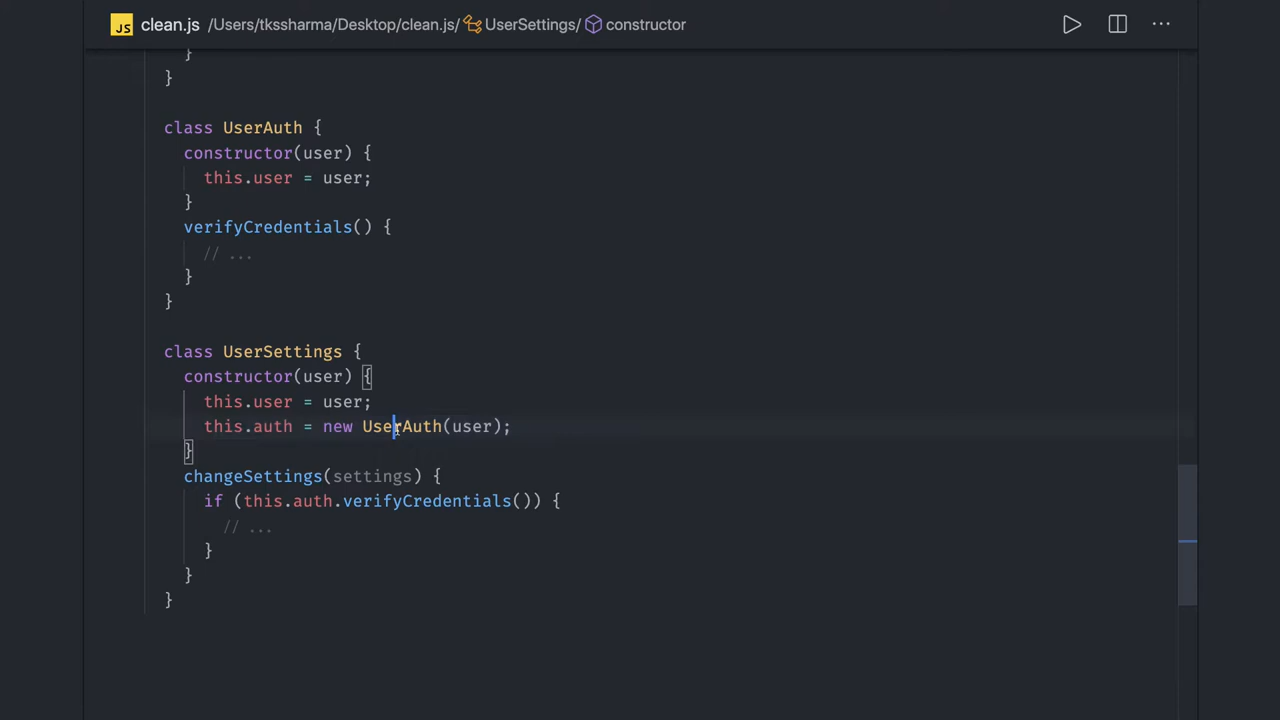 JS clean.js /Users/tkssharma/Desktop/clean.js/ UserSettings/ constructor ...
}
}
class UserAuth {
constructor(user) {
this.user = user;
}
verifyCredentials() {
// ...
}
}
class UserSettings {
constructor(user) {
this.user = user;
this.auth = new UserAuth(user);
}
changeSettings(settings) {
if (this.auth.verifyCredentials()) {
// ...
}
}
}